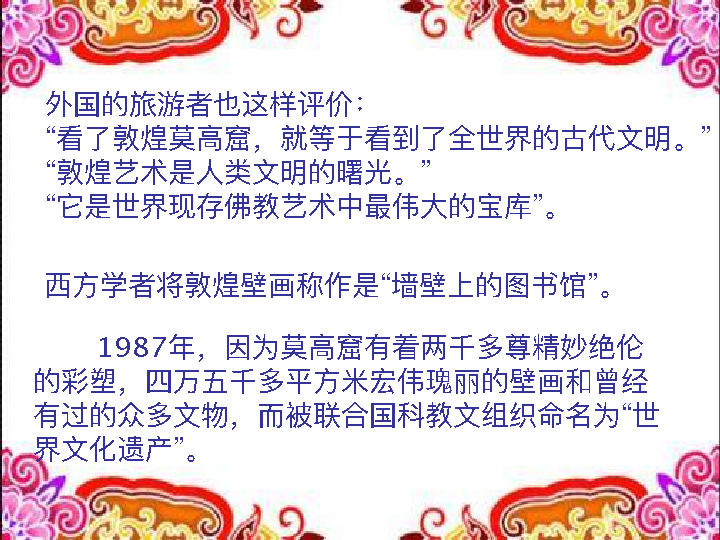 外国的旅游者也这样评价：
“看了敦煌莫高窟，就等于看到了全世界的古代文明。”
“敦煌艺术是人类文明的曙光。”
“它是世界现存佛教艺术中最伟大的宝库”。
西方学者将敦煌壁画称作是“墙壁上的图书馆”。
1987年，因为莫高窟有着两千多尊精妙绝伦
的彩塑，四万五千多平方米宏伟瑰丽的壁画和曾经
有过的众多文物，而被联合国科教文组织命名为“世
界文化遗产”。